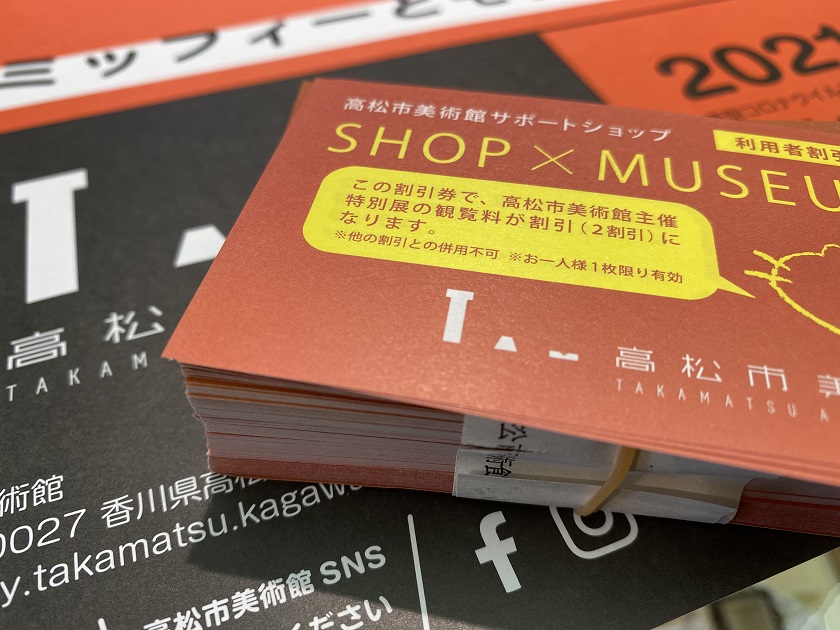 ミッフィーと
2021
高松市美術館サポートショップ
利用者割引
SHOP×MUSEU
この割引券で、高松市美術館主催
特別展の観覧料が割引(2割引)に
なります。
※他の割引との併用不可 ※お一人様1枚限り有効
TAM
高松市美
TAKAMATSU A
T
高松
TAKAM
術館
0027 香川県高松
y.takamatsu.kagawa
高松市美術館 SNS
ください
f